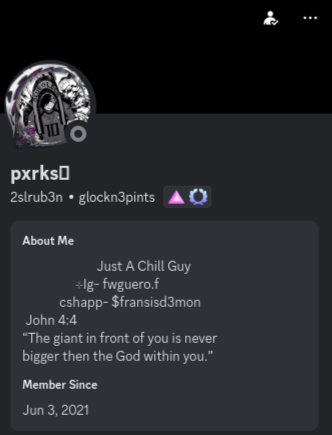 pxrks▯
2slrub3n • glockn3pints
About Me
Just A Chill Guy
÷Ig- fwguero.f
cshapp- $fransisd3mon
John 4:4
“The giant in front of you is never
bigger then the God within you.”
Member Since
Jun 3, 2021